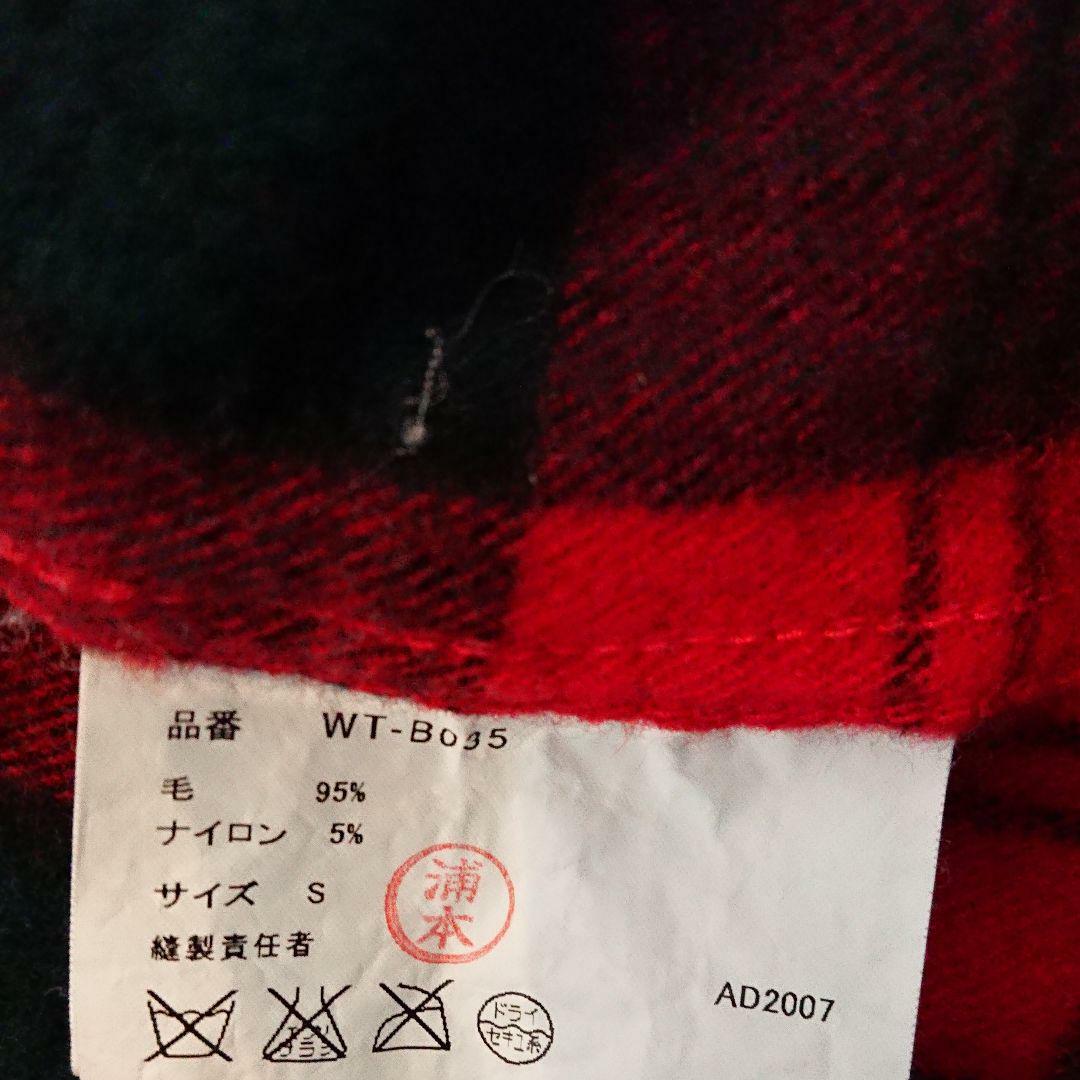 品番 WT-B035
毛 95%
ナイロン 5%
サイズ S
縫製責任者
浦本
ドライ
セキユ系
AD2007